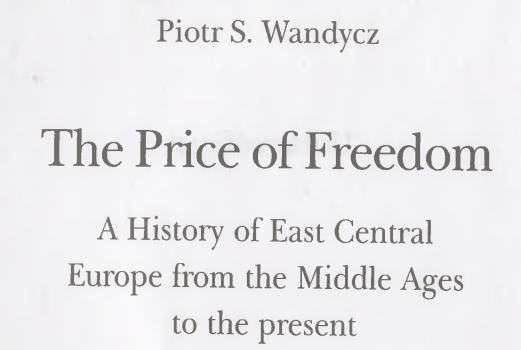 Piotr S. Wandycz
The Price of Freedom
A History of East Central
Europe from the Middle Ages
to the present